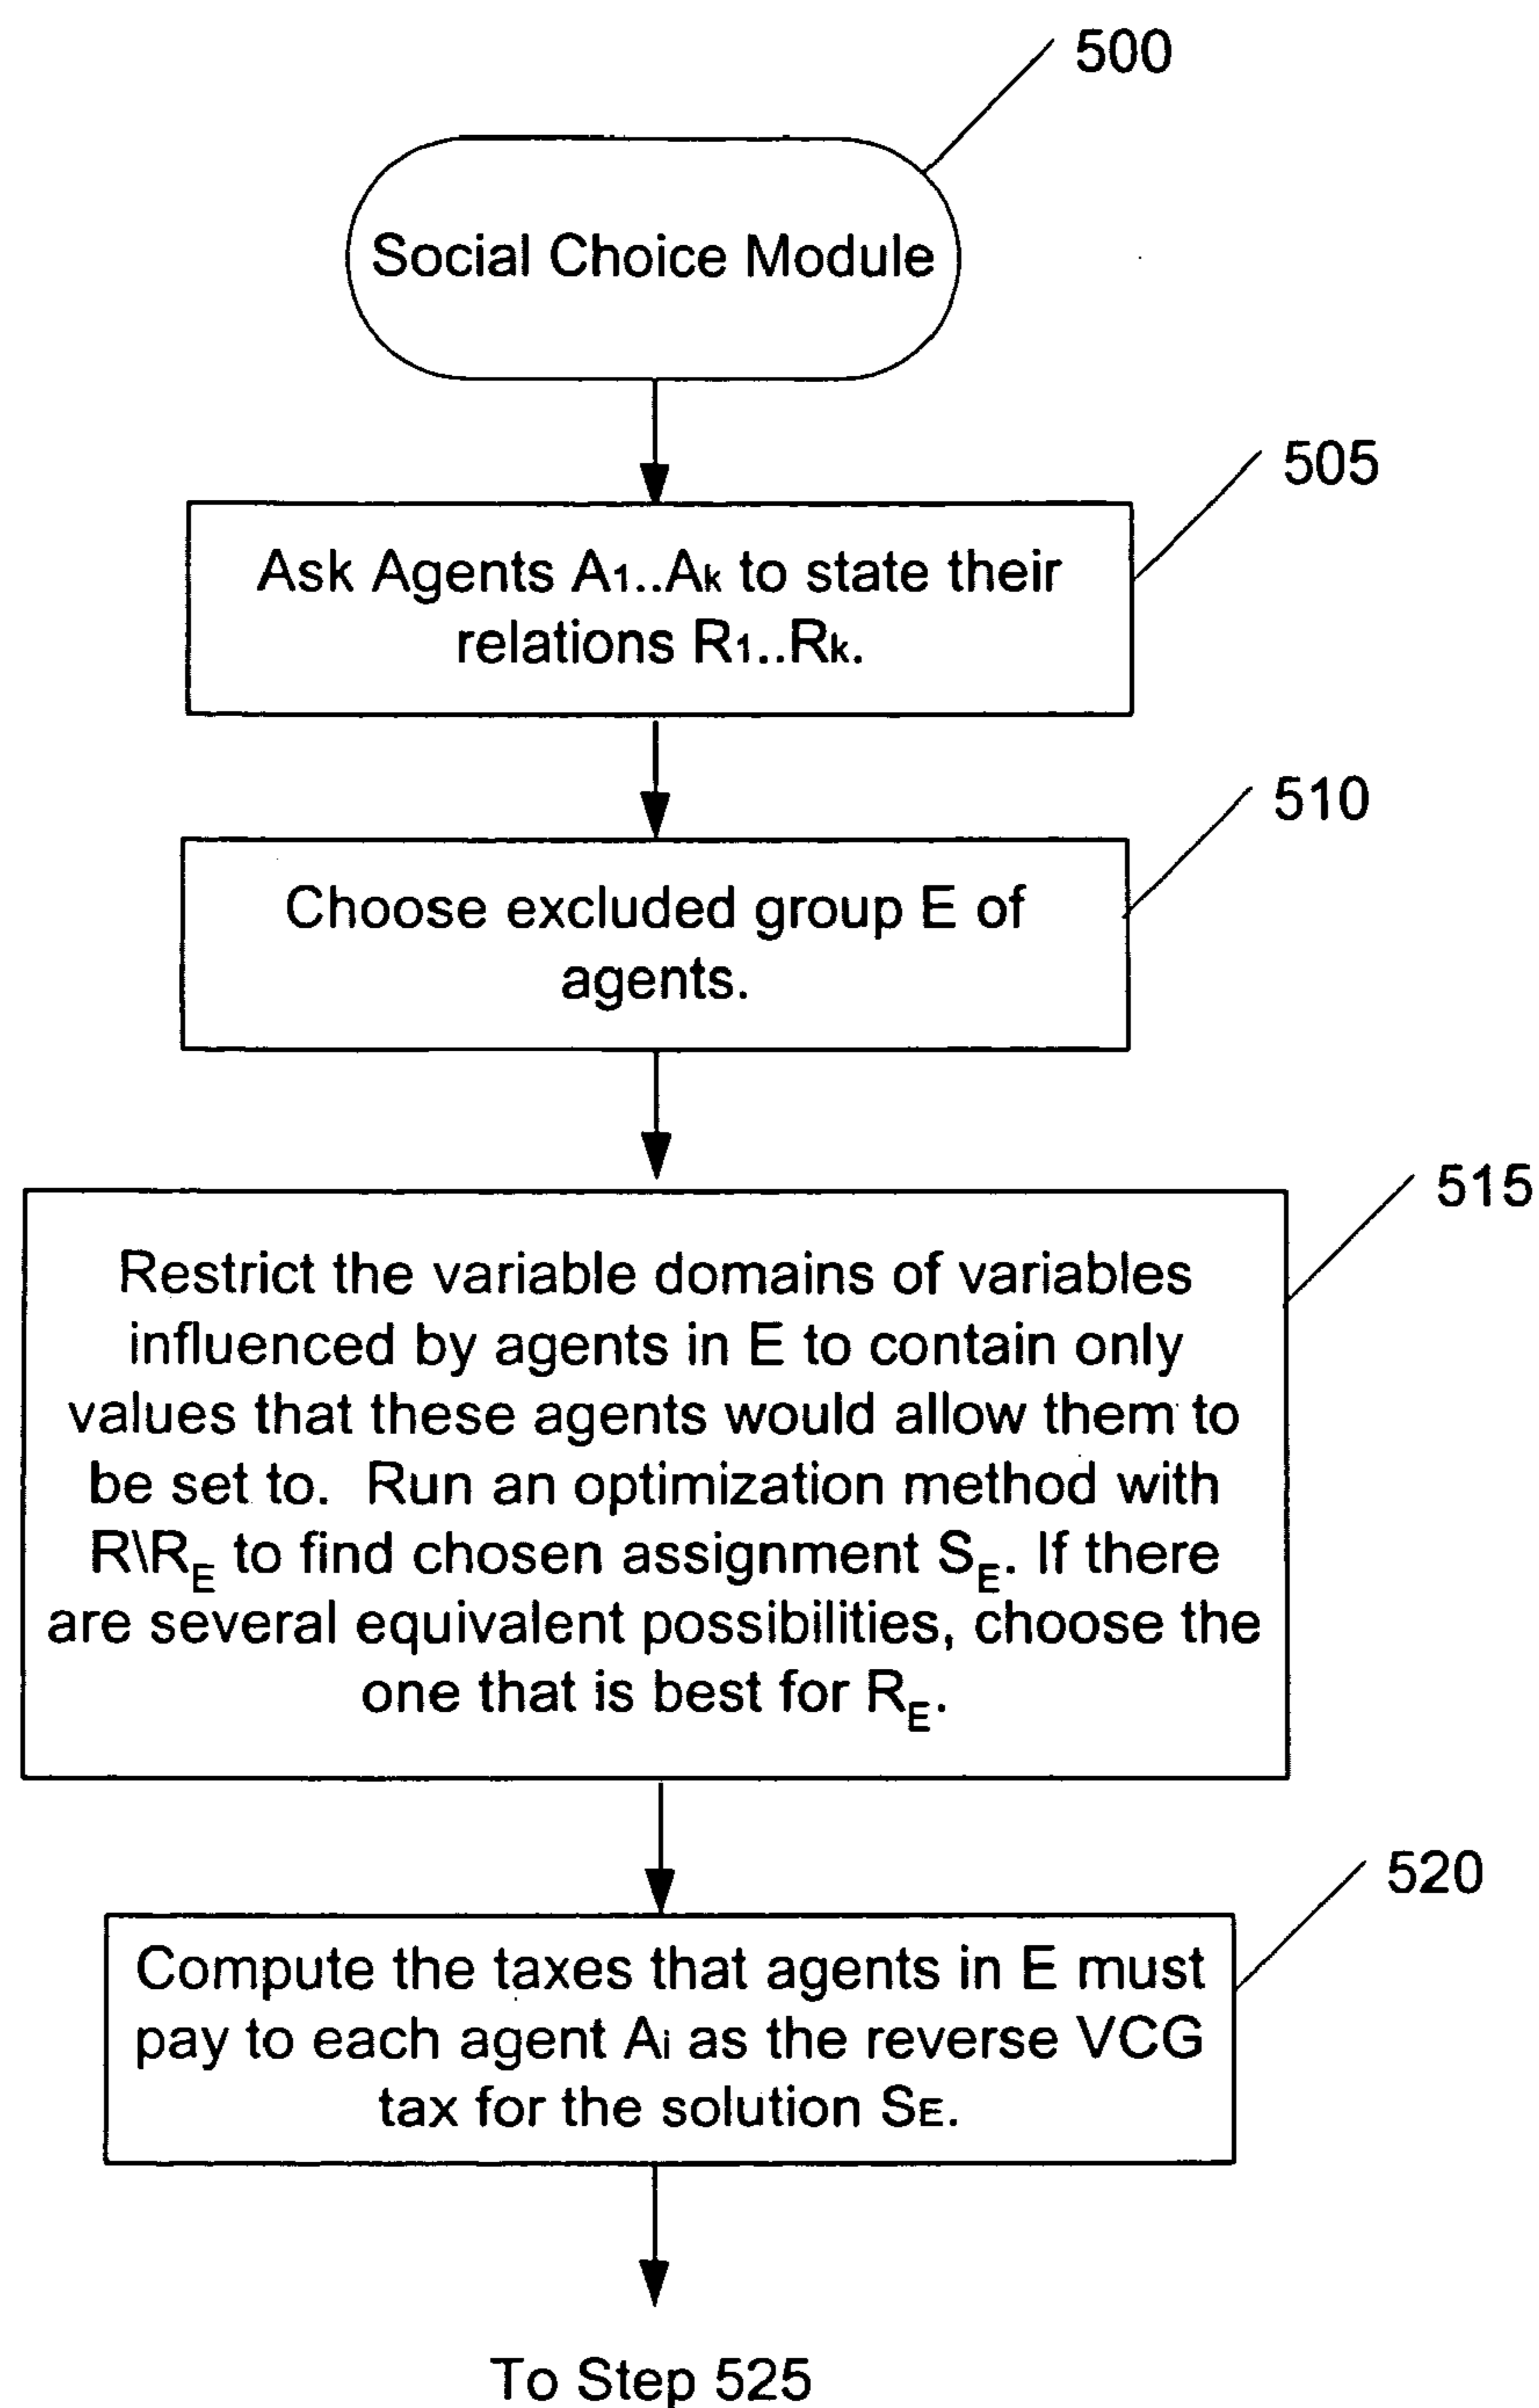 500
Social Choice Module
505
Ask Agents A1..Ak to state their
relations R1..Rk.
510
Choose excluded group E of
agents.
515
Restrict the variable domains of variables
influenced by agents in E to contain only
values that these agents would allow them to
be set to. Run an optimization method with
R\RE to find chosen assignment SE. If there
are several equivalent possibilities, choose the
one that is best for RE.
520
Compute the taxes that agents in E must
pay to each agent Ai as the reverse VCG
tax for the solution SE.
To Step 525